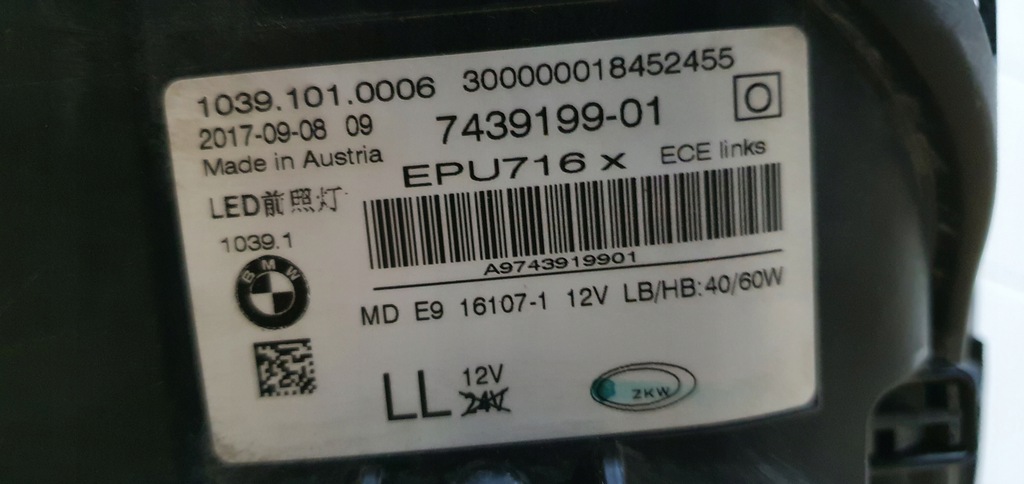 1039.101.0006 300000018452455
2017-09-08 09 7439199-01 O
Made in Austria EPU716 x ECE links
LED前照灯
1039.1
BMW
A9743919901
MD E9 16107-1 12V LB/HB:40/60W
LL 12V
24V
ZKW